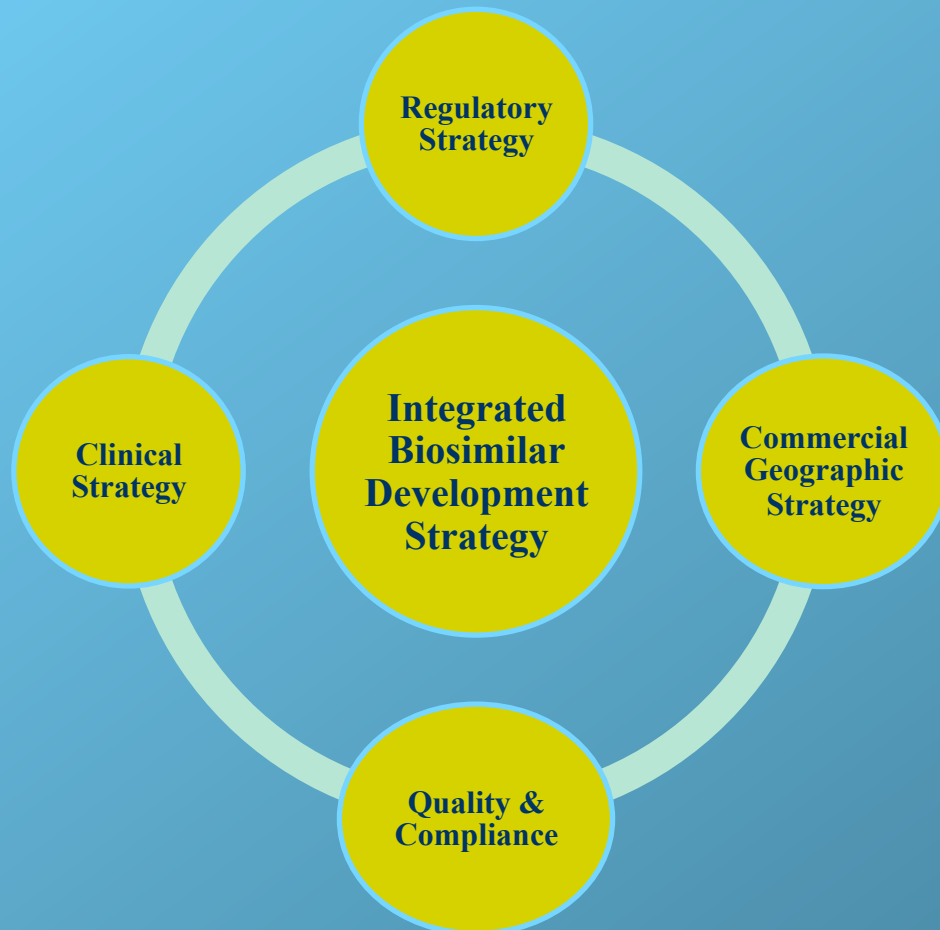 Regulatory
Strategy
Clinical
Strategy
Integrated
Biosimilar
Development
Strategy
Commercial
Geographic
Strategy
Quality &
Compliance